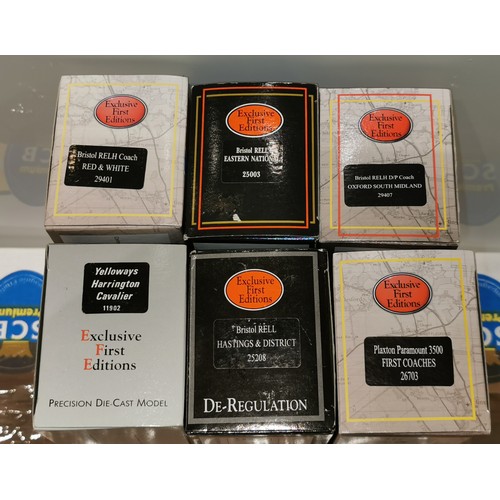 Exclusive
First
Editions
Bristol RELH Coach
RED & WHITE
29401
Exclusive
First
Editions
Bristol RELL
EASTERN NATIONAL
25003
Exclusive
First
Editions
Bristol RELH D/P Coach
OXFORD SOUTH MIDLAND
29407
Yelloways
Harrington
Cavalier
11902
Exclusive
First
Editions
PRECISION DIE-CAST MODEL
Exclusive
First
Editions
Bristol RELL
HASTINGS & DISTRICT
25208
DE-REGULATION
Exclusive
First
Editions
Plaxton Paramount 3500
FIRST COACHES
26703